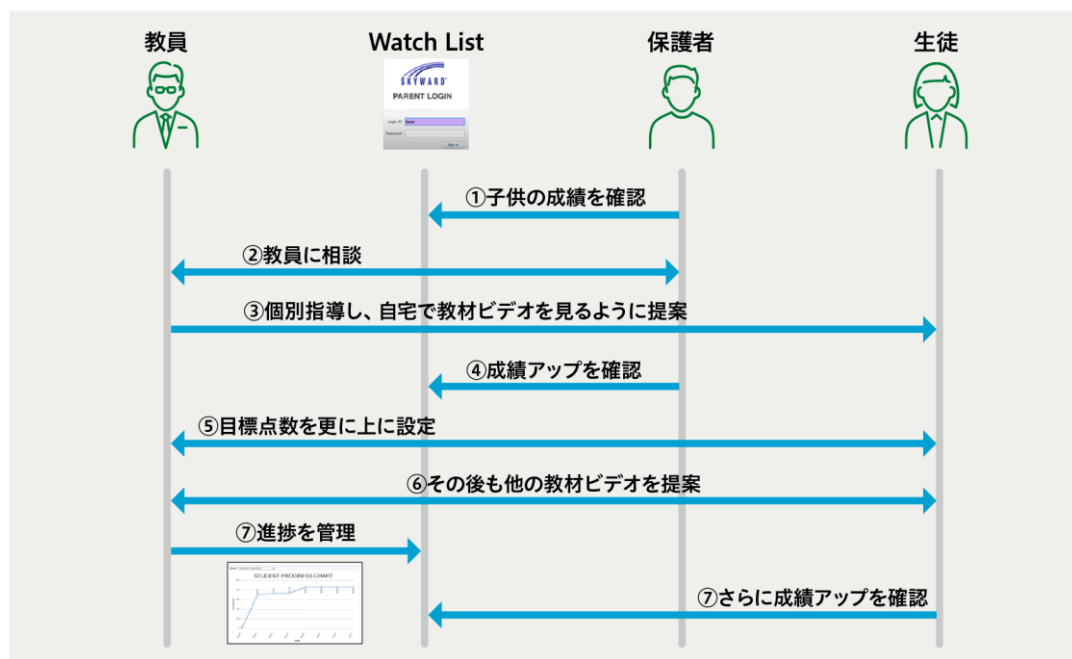 教員
Watch List
保護者
生徒
SKYWARD
PARENT LOGIN
Login ID:
Password:
Sign In
①子供の成績を確認
②教員に相談
③個別指導し、自宅で教材ビデオを見るように提案
④成績アップを確認
⑤目標点数を更に上に設定
⑥その後も他の教材ビデオを提案
⑦進捗を管理
STUDENT PROGRESS CHART
⑦さらに成績アップを確認